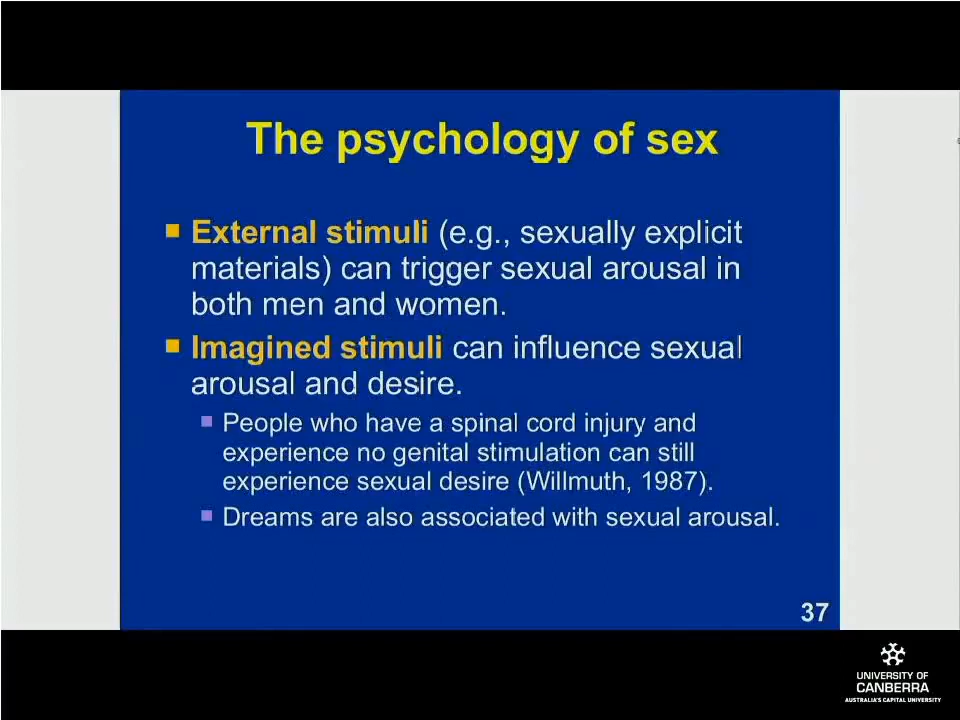 The psychology of sex
External stimuli (e.g., sexually explicit
materials) can trigger sexual arousal in
both men and women.
Imagined stimuli can influence sexual
arousal and desire.
People who have a spinal cord injury and
experience no genital stimulation can still
experience sexual desire (Willmuth, 1987).
Dreams are also associated with sexual arousal.
37
UNIVERSITY OF
CANBERRA
AUSTRALIA'S CAPITAL UNIVERSITY